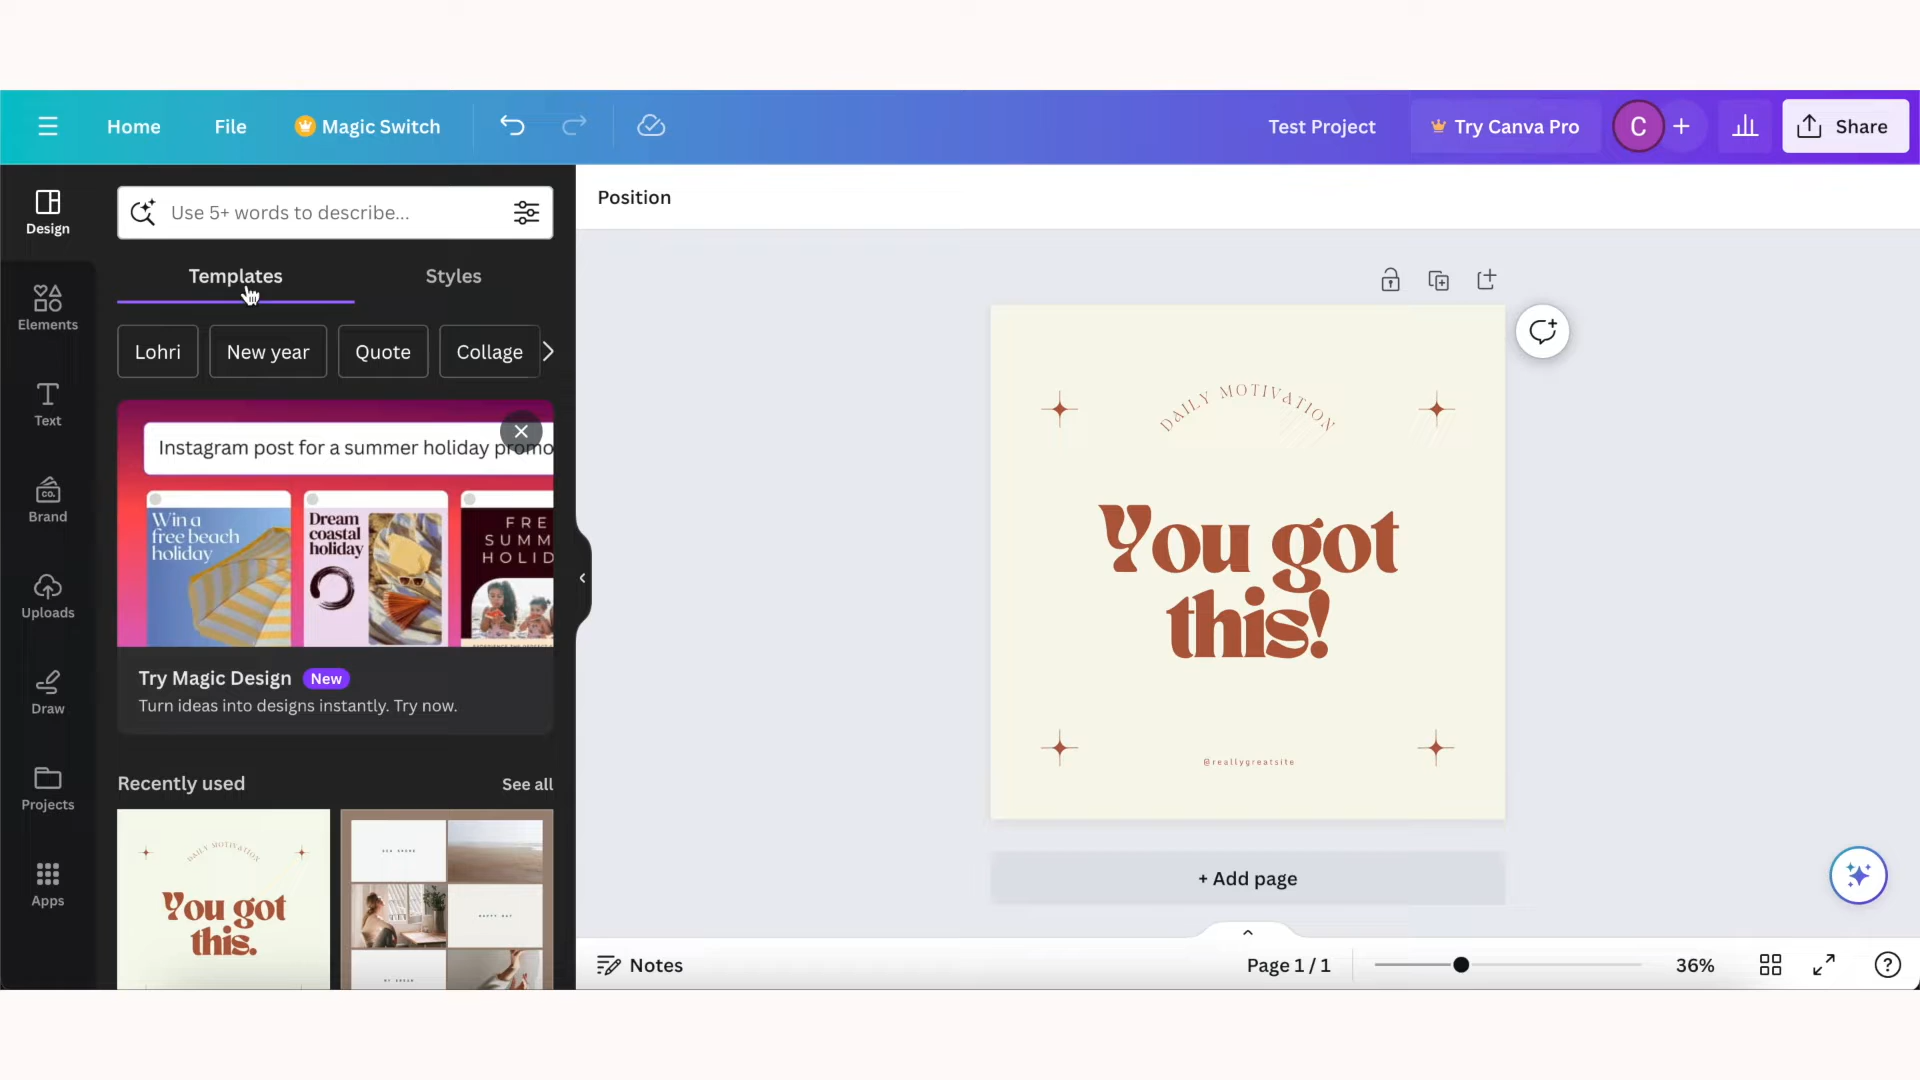 Home
File
Magic Switch
Test Project
Try Canva Pro
C
Share
Design
Elements
Text
Brand
CO.
Uploads
Draw
Projects
Apps
Use 5+ words to describe...
Templates
Styles
Lohri
New year
Quote
Collage
Instagram post for a summer holiday promo
Win a
free beach
holiday
Dream
coastal
holiday
FRE
SUMM
HOLID
Try Magic Design
New
Turn ideas into designs instantly. Try now.
Recently used
See all
DAILY MOTIVATION
You got
this.
Position
DAILY MOTIVATION
You got
this!
@reallygreatsite
+ Add page
Notes
Page 1 / 1
36%
?